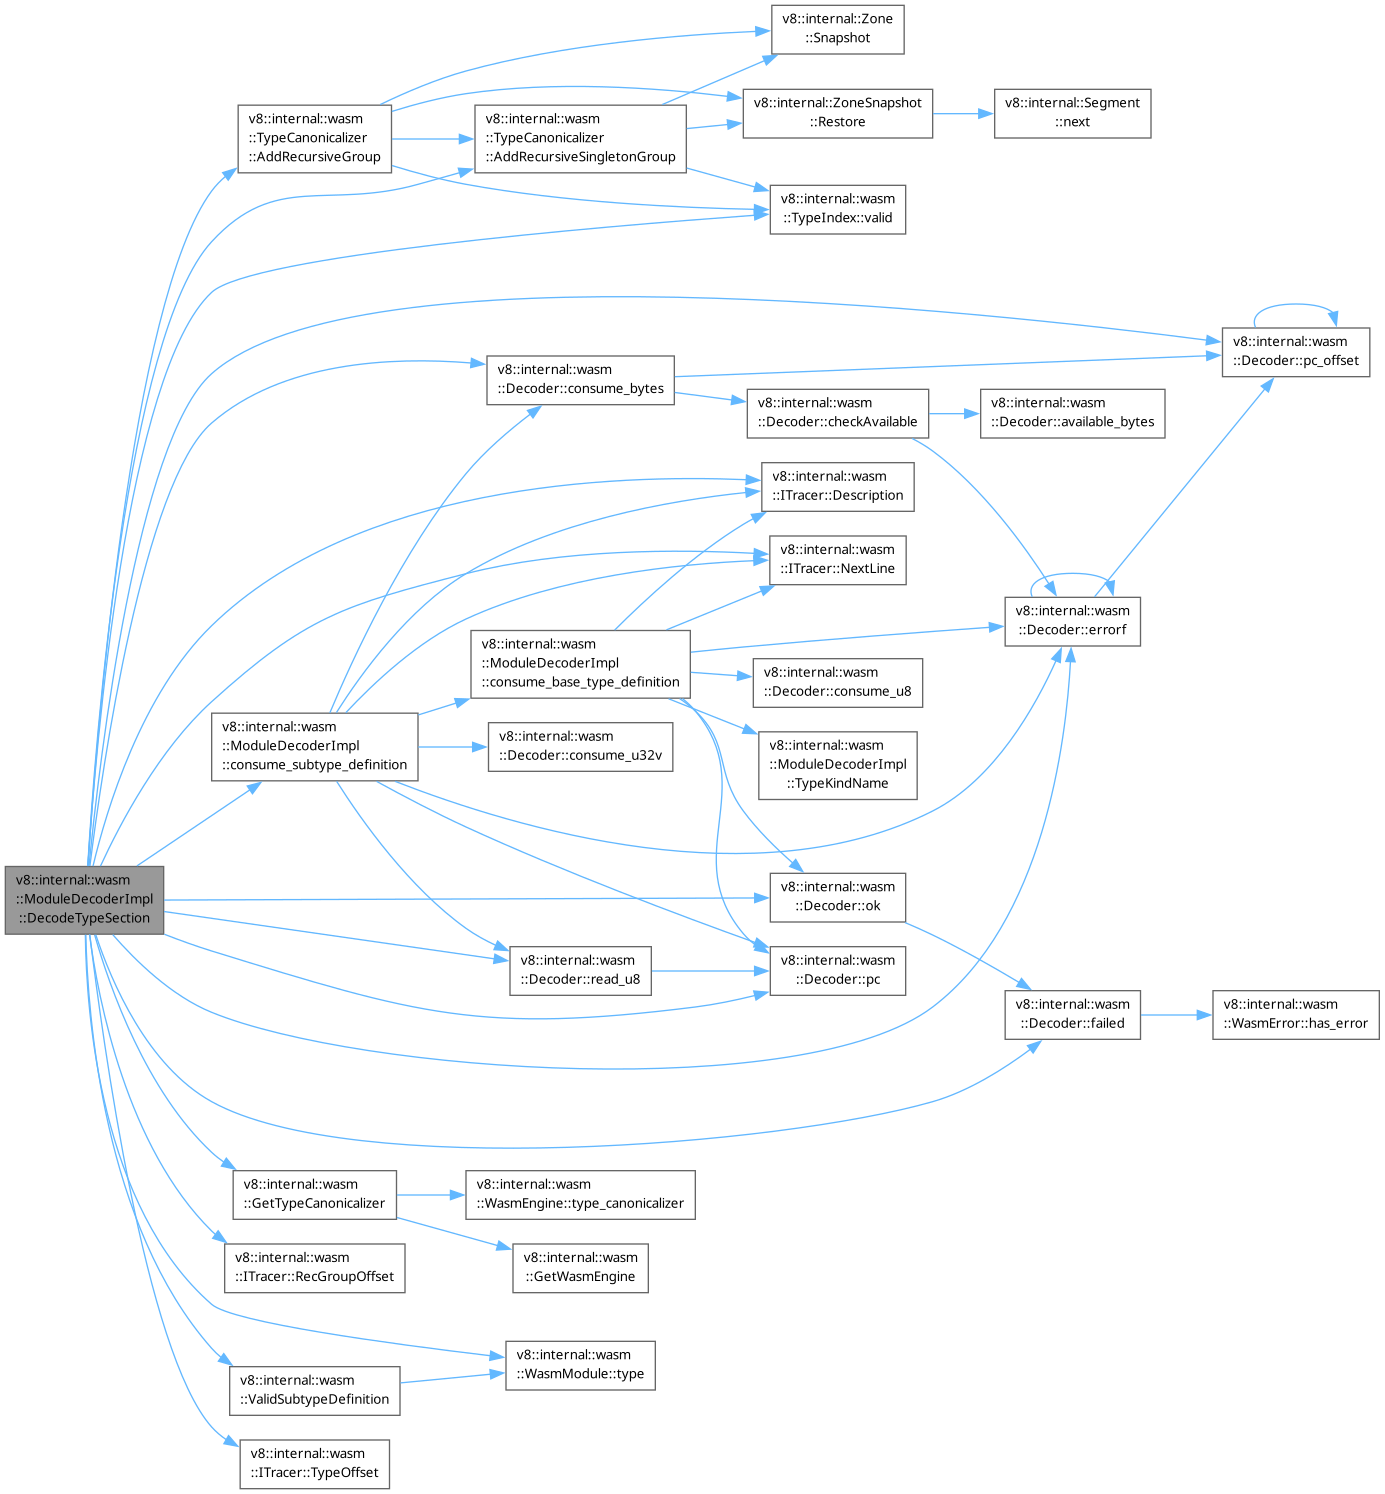 v8::internal::Zone
::Snapshot
v8::internal::wasm
::TypeCanonicalizer
::AddRecursiveGroup
v8::internal::wasm
::TypeCanonicalizer
::AddRecursiveSingletonGroup
v8::internal::ZoneSnapshot
::Restore
v8::internal::Segment
::next
v8::internal::wasm
::TypeIndex::valid
v8::internal::wasm
::Decoder::pc_offset
v8::internal::wasm
::Decoder::consume_bytes
v8::internal::wasm
::Decoder::checkAvailable
v8::internal::wasm
::Decoder::available_bytes
v8::internal::wasm
::ITracer::Description
v8::internal::wasm
::ITracer::NextLine
v8::internal::wasm
::Decoder::errorf
v8::internal::wasm
::ModuleDecoderImpl
::consume_base_type_definition
v8::internal::wasm
::Decoder::consume_u8
v8::internal::wasm
::ModuleDecoderImpl
::consume_subtype_definition
v8::internal::wasm
::Decoder::consume_u32v
v8::internal::wasm
::ModuleDecoderImpl
::TypeKindName
v8::internal::wasm
::ModuleDecoderImpl
::DecodeTypeSection
v8::internal::wasm
::Decoder::ok
v8::internal::wasm
::Decoder::read_u8
v8::internal::wasm
::Decoder::pc
v8::internal::wasm
::Decoder::failed
v8::internal::wasm
::WasmError::has_error
v8::internal::wasm
::GetTypeCanonicalizer
v8::internal::wasm
::WasmEngine::type_canonicalizer
v8::internal::wasm
::ITracer::RecGroupOffset
v8::internal::wasm
::GetWasmEngine
v8::internal::wasm
::WasmModule::type
v8::internal::wasm
::ValidSubtypeDefinition
v8::internal::wasm
::ITracer::TypeOffset